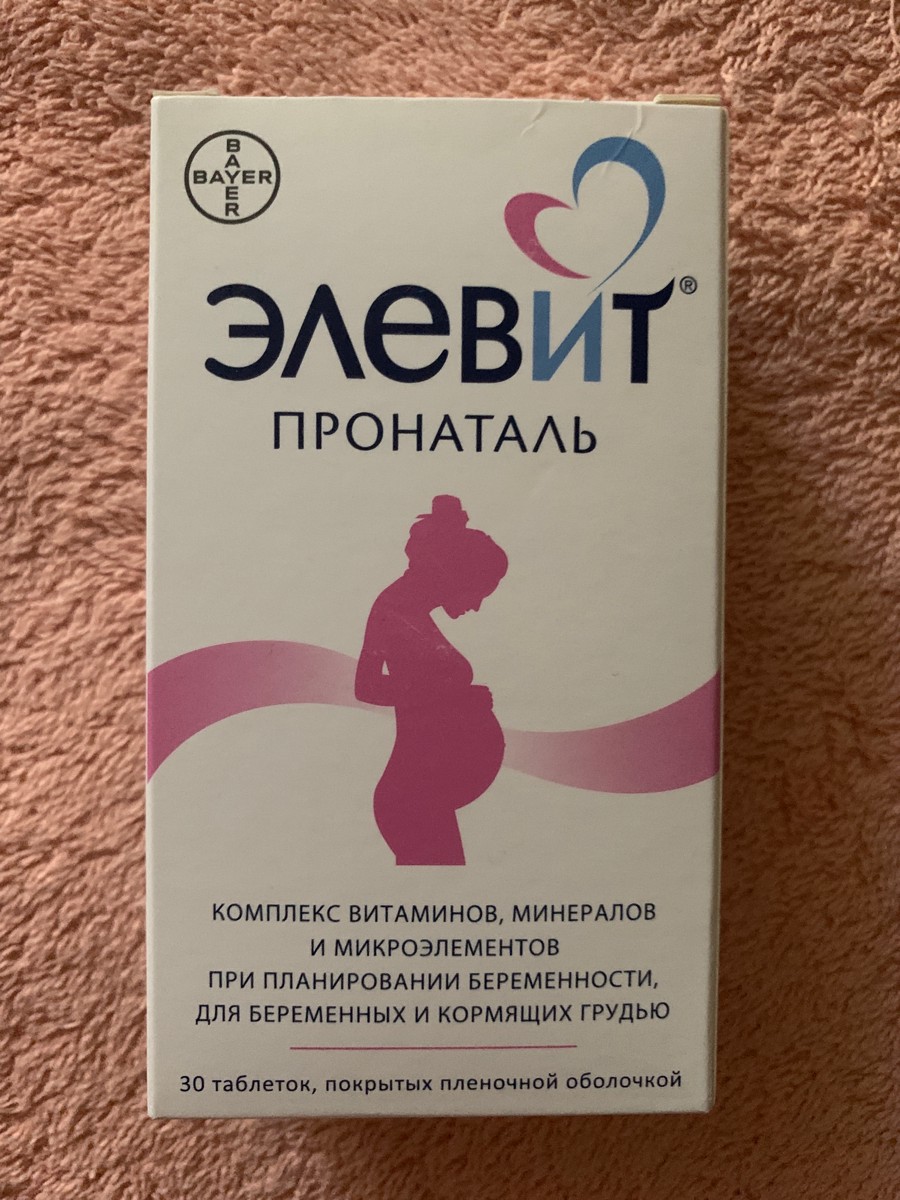 BAYER
BAYER
ЭЛЕВИТ®
ПРОНАТАЛЬ
КОМПЛЕКС ВИТАМИНОВ, МИНЕРАЛОВ
И МИКРОЭЛЕМЕНТОВ
ПРИ ПЛАНИРОВАНИИ БЕРЕМЕННОСТИ,
ДЛЯ БЕРЕМЕННЫХ И КОРМЯЩИХ ГРУДЬЮ
30 таблеток, покрытых пленочной оболочкой